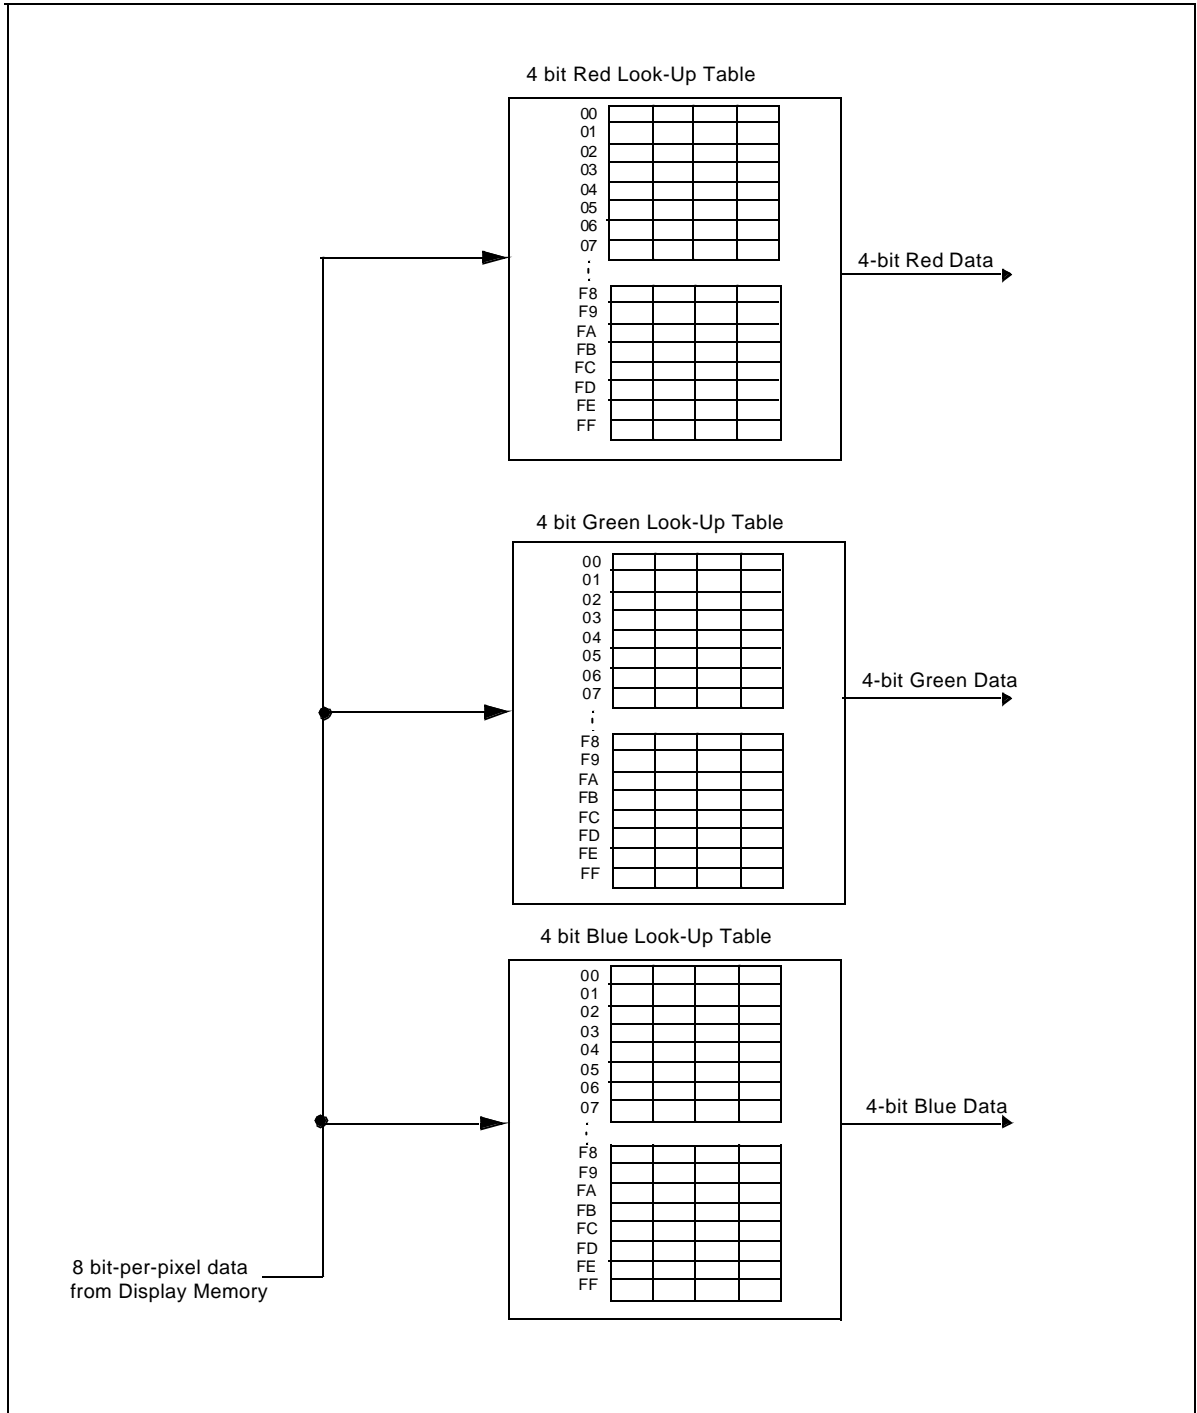 4 bit Red Look-Up Table
00
01
02
03
04
05
06
07
F8
F9
FA
FB
FC
FD
FE
FF
4-bit Red Data
4 bit Green Look-Up Table
00
01
02
03
04
05
06
07
F8
F9
FA
FB
FC
FD
FE
FF
4-bit Green Data
4 bit Blue Look-Up Table
00
01
02
03
04
05
06
07
F8
F9
FA
FB
FC
FD
FE
FF
4-bit Blue Data
8 bit-per-pixel data
from Display Memory